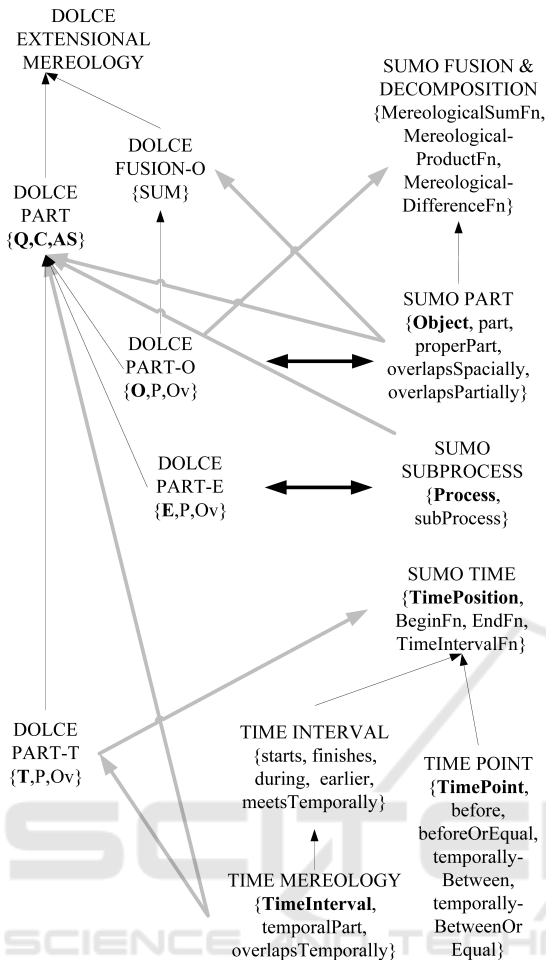 DOLCE
EXTENSIONAL
MEREOLOGY
SUMO FUSION &
DECOMPOSITION
{MereologicalSumFn,
Mereological-
ProductFn,
Mereological-
DifferenceFn}
DOLCE
FUSION-O
{SUM}
DOLCE
PART
{Q,C,AS}
SUMO PART
{Object, part,
properPart,
overlapsSpacially,
overlapsPartially}
DOLCE
PART-O
{O,P,Ov}
SUMO
SUBPROCESS
{Process,
subProcess}
DOLCE
PART-E
{E,P,Ov}
SUMO TIME
{TimePosition,
BeginFn, EndFn,
TimeIntervalFn}
DOLCE
PART-T
{T,P,Ov}
TIME INTERVAL
{starts, finishes,
during, earlier,
meetsTemporally}
TIME POINT
{TimePoint,
before,
beforeOrEqual,
temporally-
Between,
temporally-
BetweenOr
Equal}
TIME MEREOLOGY
{TimeInterval,
temporalPart,
overlapsTemporally}